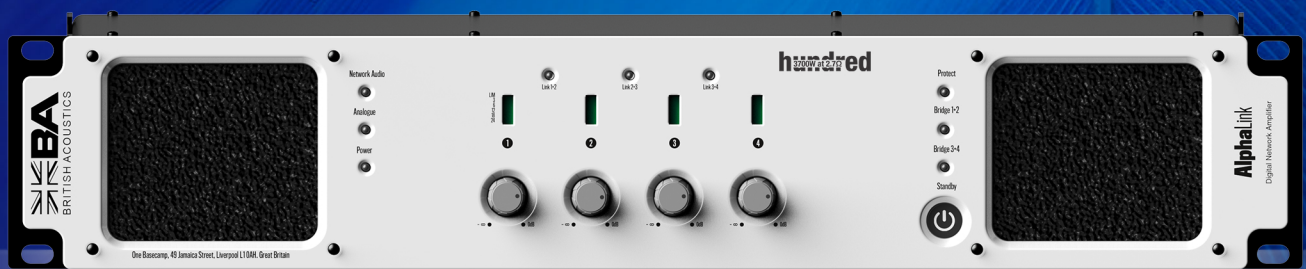 BA
BRITISH ACOUSTICS
One Basecamp, 49 Jamaica Street, Liverpool L1 0AH. Great Britain
Network Audio
Analogue
Power
Link 1-2
Link 2-3
Link 3-4
LIM
1
2
3
4
-∞
0dB
-∞
0dB
-∞
0dB
-∞
0dB
hundred
3700W at 2.7Ω
Protect
Bridge 1+2
Bridge 3+4
Standby
AlphaLink
Digital Network Amplifier